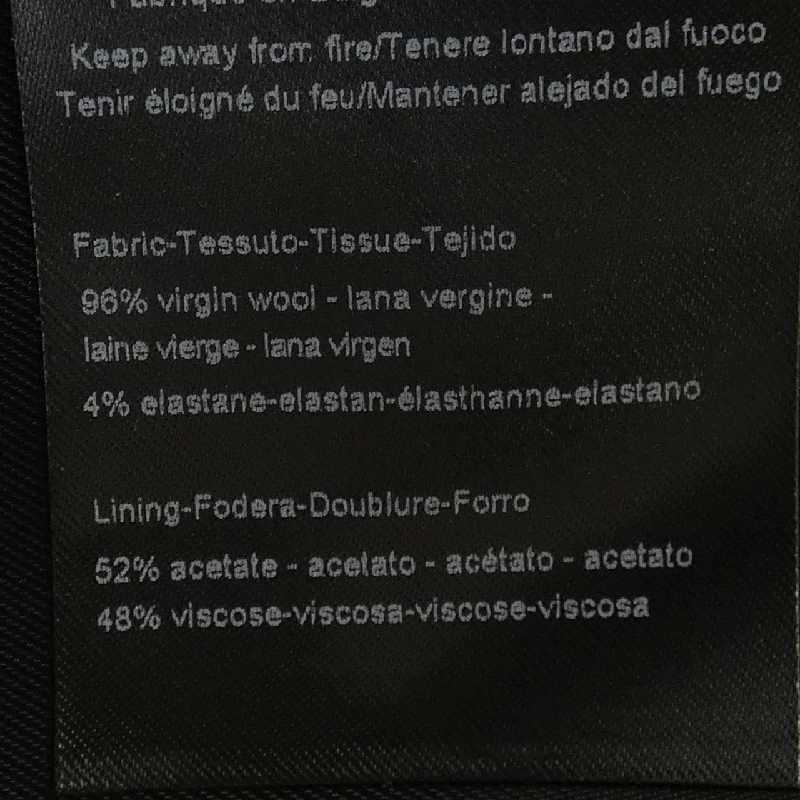 Keep away from fire/Tenere lontano dal fuoco
Tenir éloigné du feu/Mantener alejado del fuego
Fabric-Tessuto-Tissue-Tejido
96% virgin wool - lana vergine -
laine vierge - lana virgen
4% elastane-elastan-élasthanne-elastano
Lining-Fodera-Doublure-Forro
52% acetate - acetato - acétato - acetato
48% viscose-viscosa-viscose-viscosa